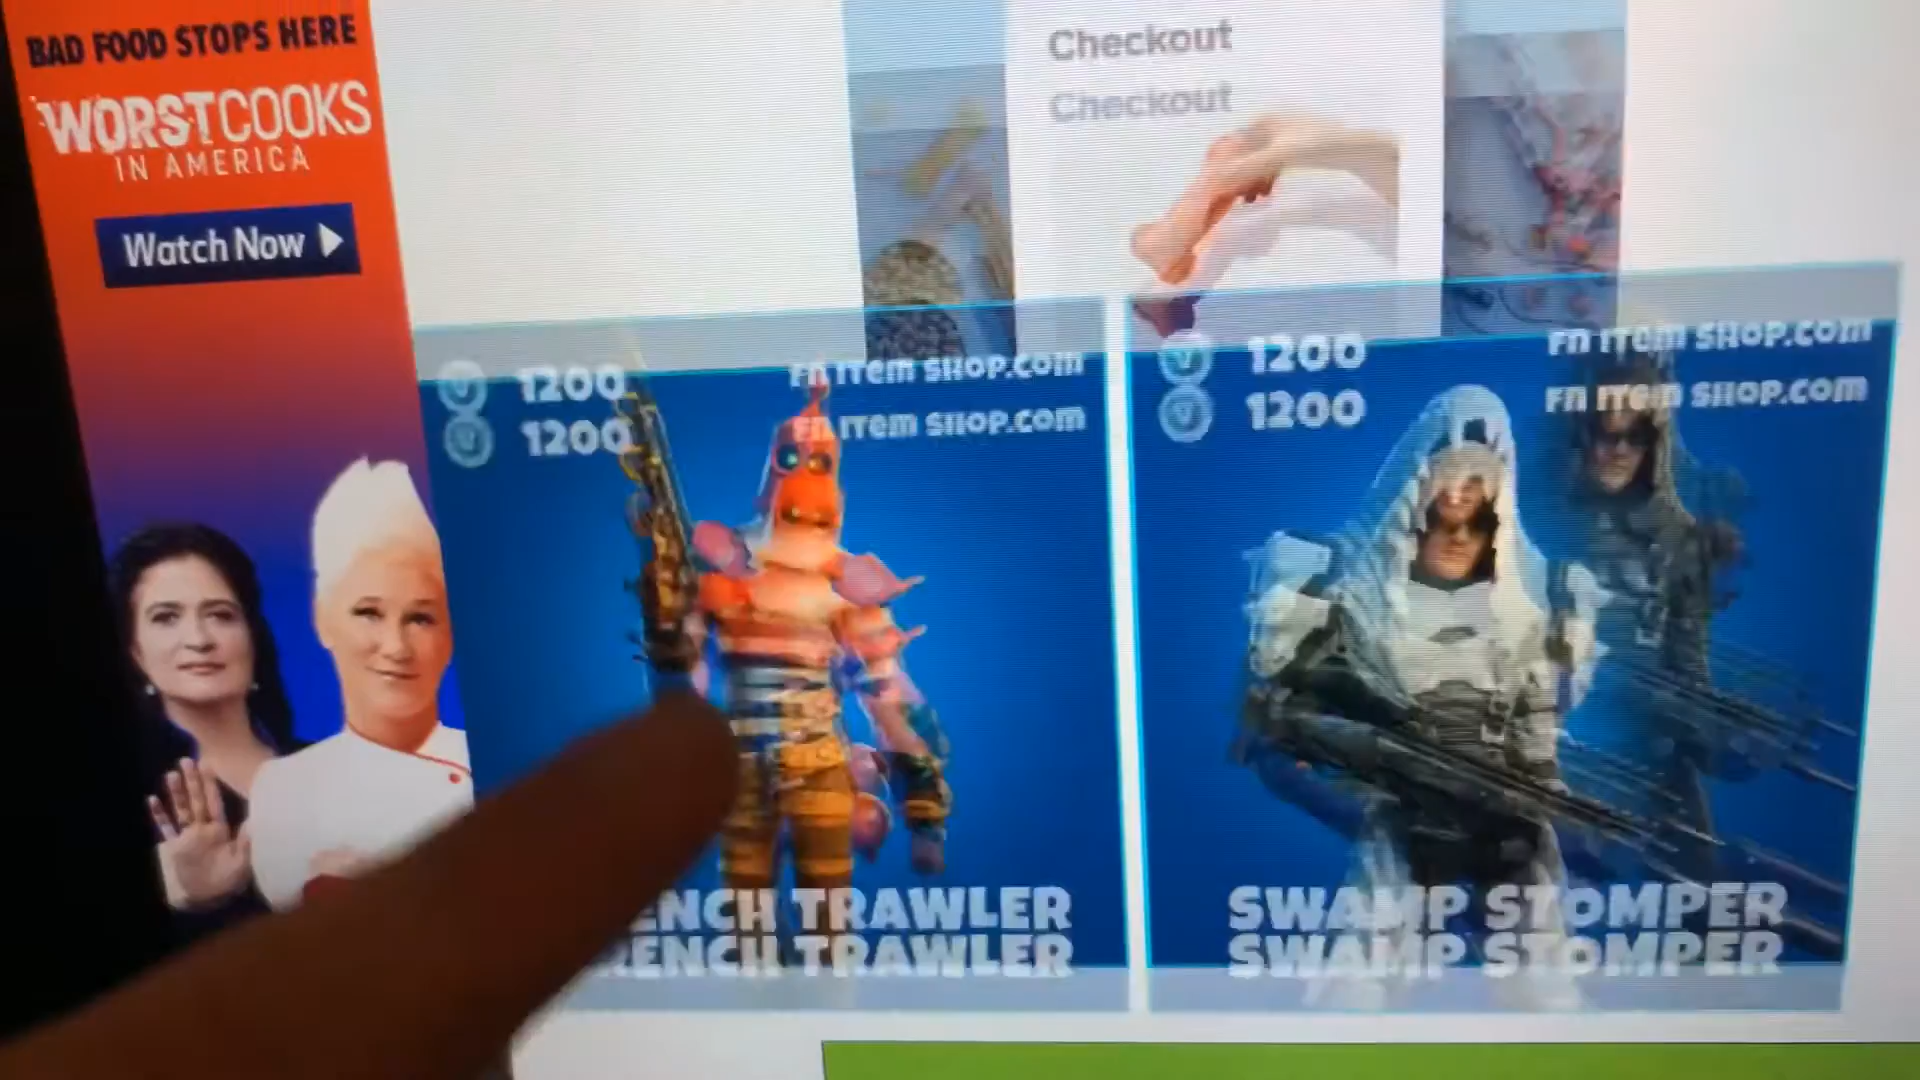 BAD FOOD STOPS HERE
WORST COOKS
IN AMERICA
Watch Now
Checkout
Checkout
1200
FN ITEM SHOP.COM
1200
FN ITEM SHOP.COM
ENCH TRAWLER
RENCH TRAWLER
1200
FN ITEM SHOP.COM
1200
FN ITEM SHOP.COM
SWAMP STOMPER
SWAMP STOMPER